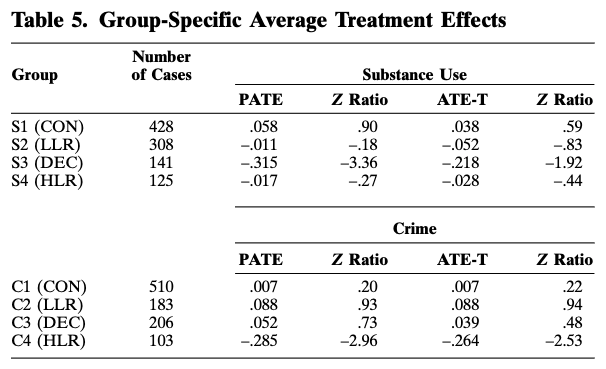 Table 5. Group-Specific Average Treatment Effects
Number
Group of Cases Substance Use
PATE Z Ratio ATE-T Z Ratio
S1 (CON) 428 .058 .90 .038 .59
S2 (LLR) 308 –.011 –.18 –.052 –.83
S3 (DEC) 141 –.315 –3.36 –.218 –1.92
S4 (HLR) 125 –.017 –.27 –.028 –.44
Crime
PATE Z Ratio ATE-T Z Ratio
C1 (CON) 510 .007 .20 .007 .22
C2 (LLR) 183 .088 .93 .088 .94
C3 (DEC) 206 .052 .73 .039 .48
C4 (HLR) 103 –.285 –2.96 –.264 –2.53